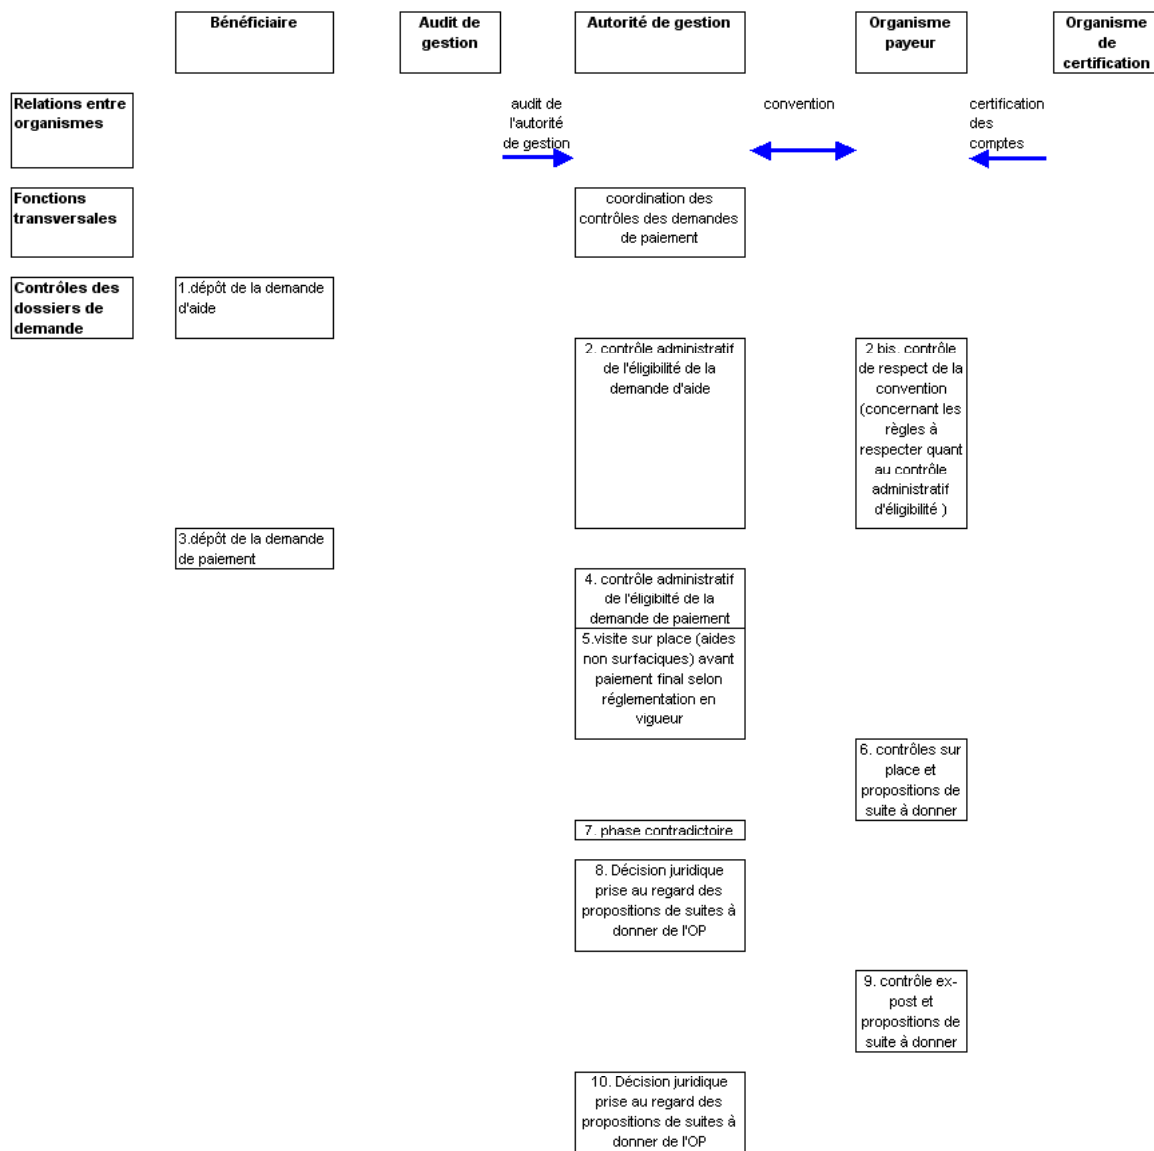 Bénéficiaire
Audit de
gestion
Autorité de gestion
Organisme
payeur
Organisme
de
certification
Relations entre
organismes
audit de
l'autorité
de gestion
convention
certification
des
comptes
Fonctions
transversales
coordination des
contrôles des demandes
de paiement
Contrôles des
dossiers de
demande
1.dépôt de la demande
d'aide
2. contrôle administratif
de l'éligibilité de la
demande d'aide
2 bis. contrôle
de respect de la
convention
(concernant les
règles à
respecter quant
au contrôle
administratif
d'éligibilité )
3.dépôt de la demande
de paiement
4. contrôle administratif
de l'éligibilté de la
demande de paiement
5.visite sur place (aides
non surfaciques) avant
paiement final selon
réglementation en
vigueur
6. contrôles sur
place et
propositions de
suite à donner
7. phase contradictoire
8. Décision juridique
prise au regard des
propositions de suites à
donner de l'OP
9. contrôle ex-
post et
propositions de
suite à donner
10. Décision juridique
prise au regard des
propositions de suites à
donner de l'OP